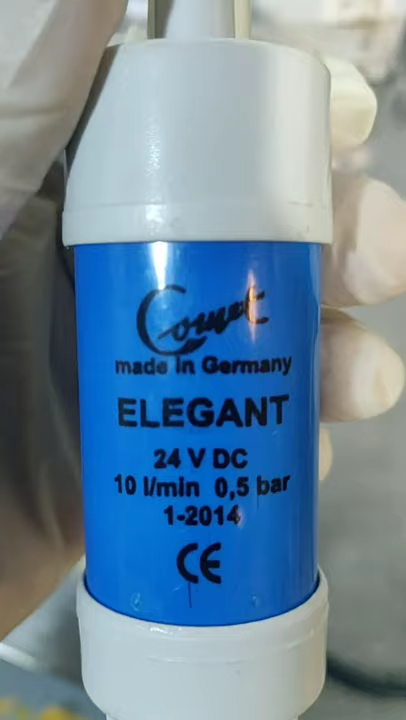 Comet
made in Germany
ELEGANT
24 V DC
10 l/min 0,5 bar
1-2014
CE